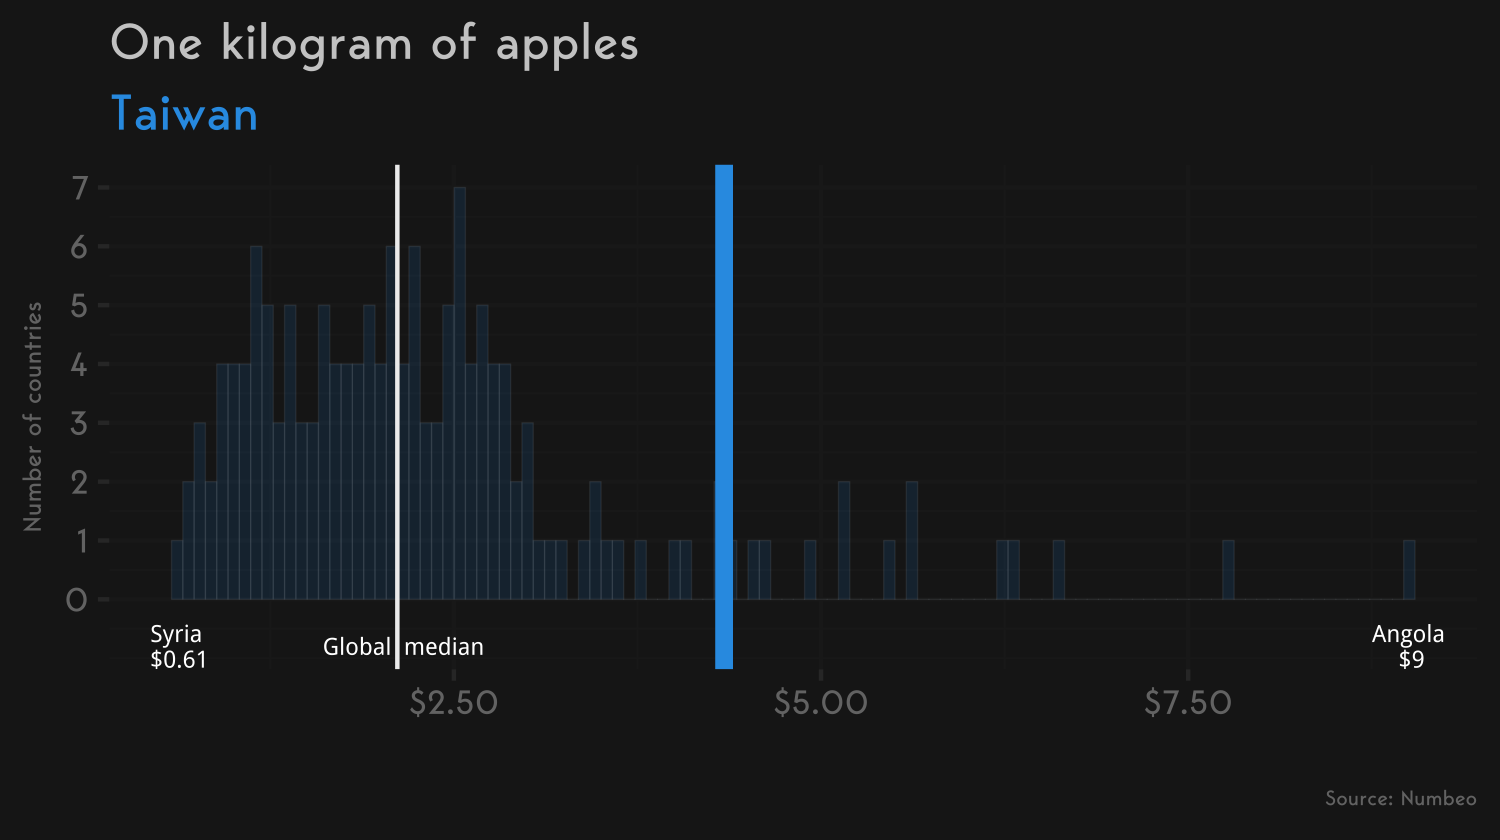 One kilogram of apples
Taiwan
Number of countries
7
6
5
4
3
2
1
0
Syria
$0.61
Global median
Angola
$9
$2.50
$5.00
$7.50
Source: Numbeo